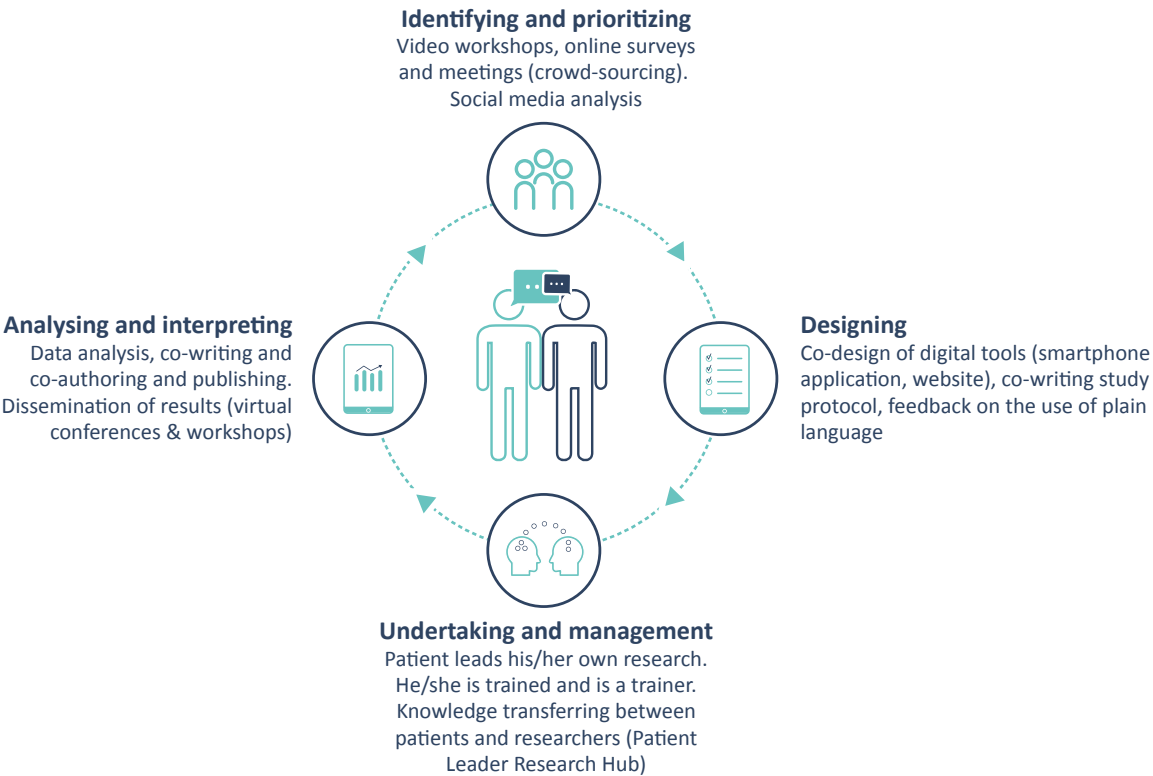 Identifying and prioritizing
Video workshops, online surveys
and meetings (crowd-sourcing).
Social media analysis
Analysing and interpreting
Data analysis, co-writing and
co-authoring and publishing.
Dissemination of results (virtual
conferences & workshops)
Designing
Co-design of digital tools (smartphone
application, website), co-writing study
protocol, feedback on the use of plain
language
Undertaking and management
Patient leads his/her own research.
He/she is trained and is a trainer.
Knowledge transferring between
patients and researchers (Patient
Leader Research Hub)